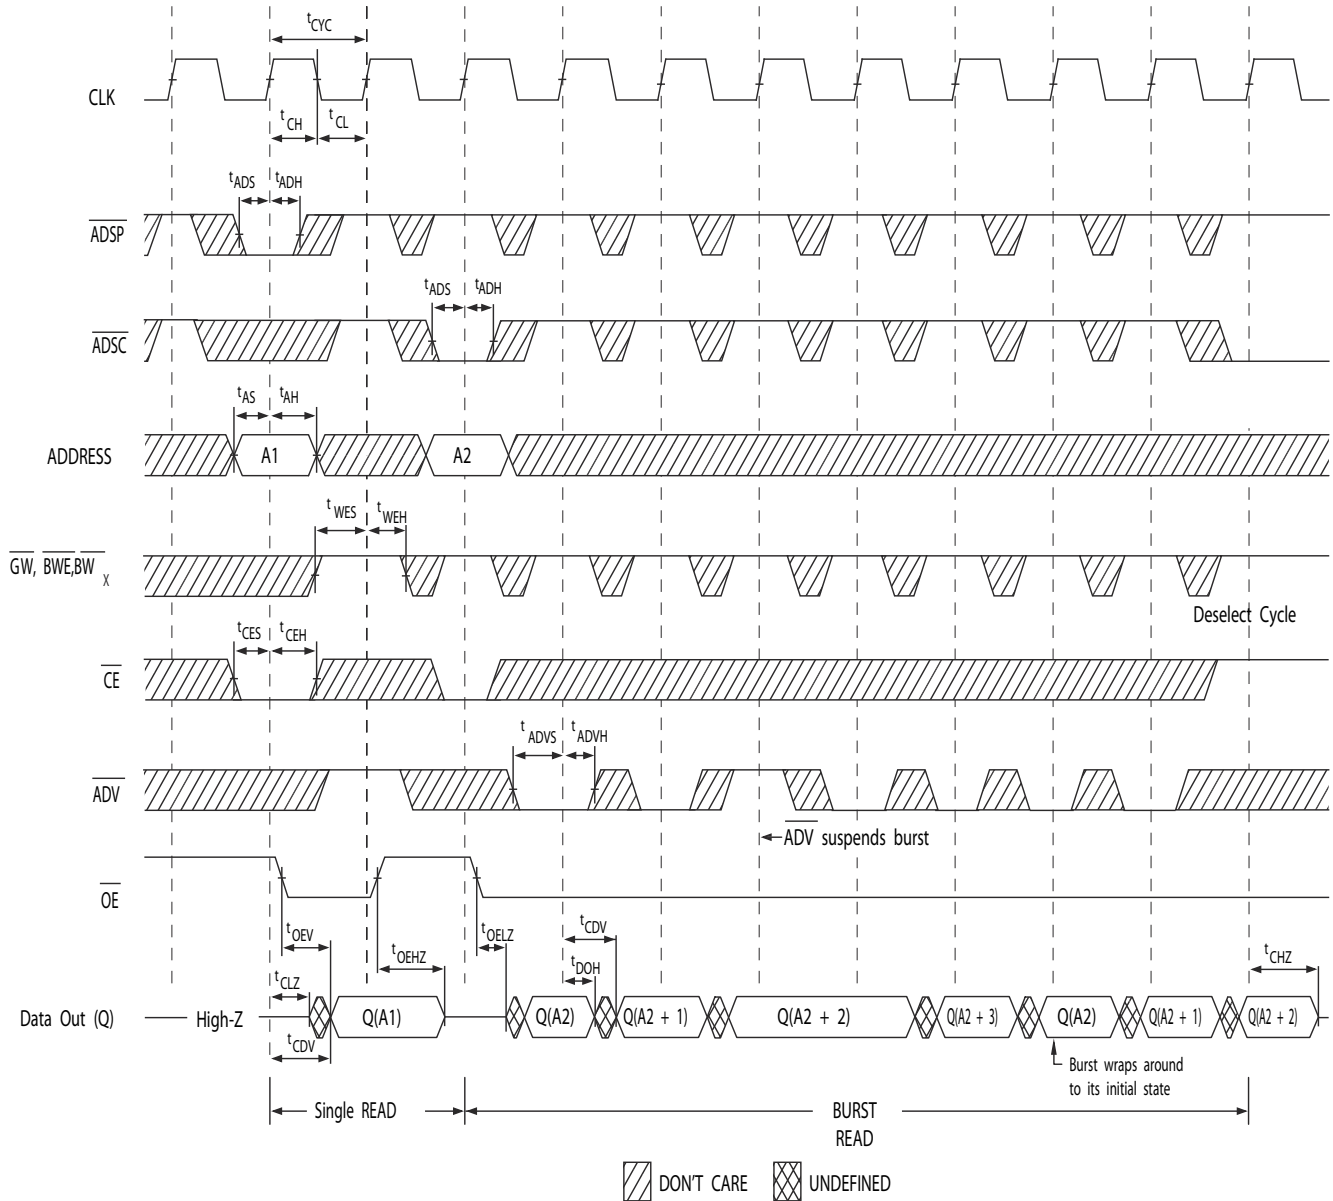 tCYC
CLK
tCH
tCL
tADS
tADH
ADSP
tADS
tADH
ADSC
tAS
tAH
ADDRESS
A1
A2
tWES
tWEH
GW, BWE,BW X
Deselect Cycle
tCES
tCEH
CE
tADVS
tADVH
ADV
ADV suspends burst
OE
tOEV
tOEHZ
tOELZ
tCDV
tDOH
tCLZ
tCHZ
Data Out (Q)
High-Z
Q(A1)
Q(A2)
Q(A2 + 1)
Q(A2 + 2)
Q(A2 + 3)
Q(A2)
Q(A2 + 1)
Q(A2 + 2)
tCDV
Burst wraps around
to its initial state
Single READ
BURST
READ
DON'T CARE
UNDEFINED